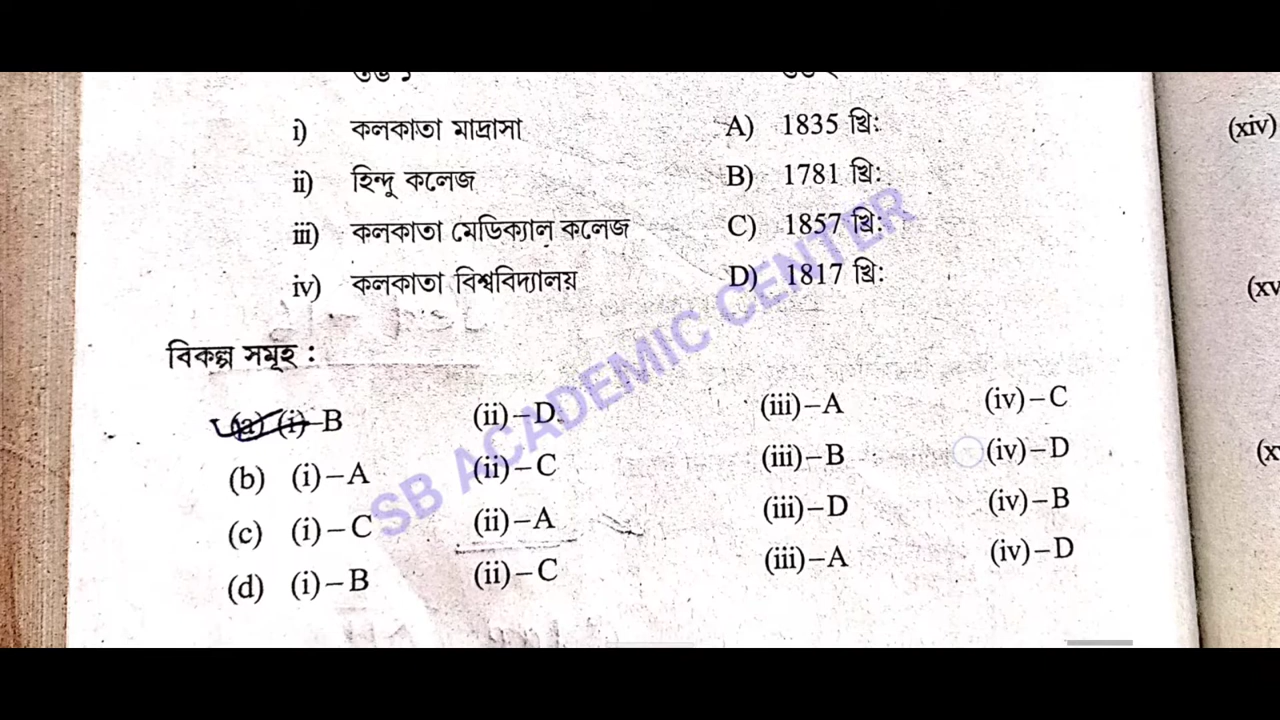 i) কলকাতা মাদ্রাসা A) 1835 খ্রি:
ii) হিন্দু কলেজ B) 1781 খ্রি:
iii) কলকাতা মেডিক্যাল কলেজ C) 1857 খ্রি:
iv) কলকাতা বিশ্ববিদ্যালয় D) 1817 খ্রি:
বিকল্প সমূহ :
(a) (i)–B (ii)–D (iii)–A (iv)–C
(b) (i)–A (ii)–C (iii)–B (iv)–D
(c) (i)–C (ii)–A (iii)–D (iv)–B
(d) (i)–B (ii)–C (iii)–A (iv)–D
SB ACADEMIC CENTER
(xiv)